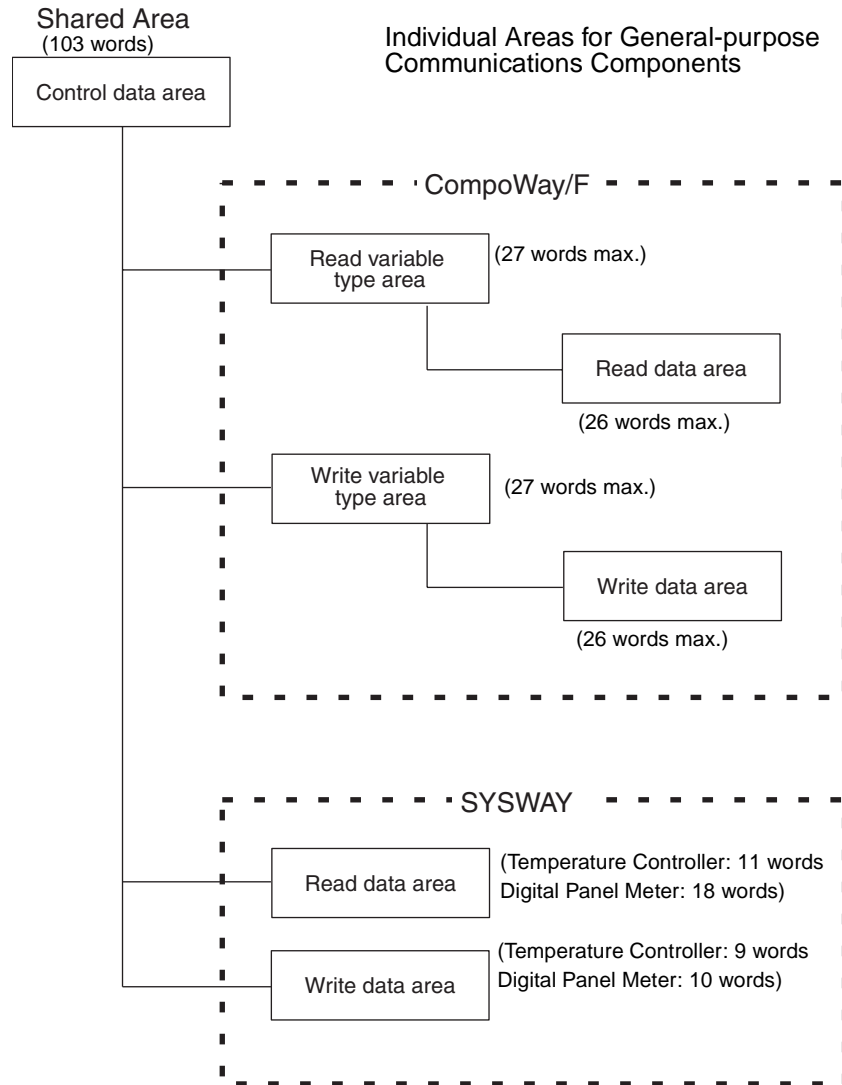 Shared Area
(103 words)
Individual Areas for General-purpose
Communications Components
Control data area
CompoWay/F
Read variable
type area
(27 words max.)
Read data area
(26 words max.)
Write variable
type area
(27 words max.)
Write data area
(26 words max.)
SYSWAY
Read data area
(Temperature Controller: 11 words
Digital Panel Meter: 18 words)
Write data area
(Temperature Controller: 9 words
Digital Panel Meter: 10 words)